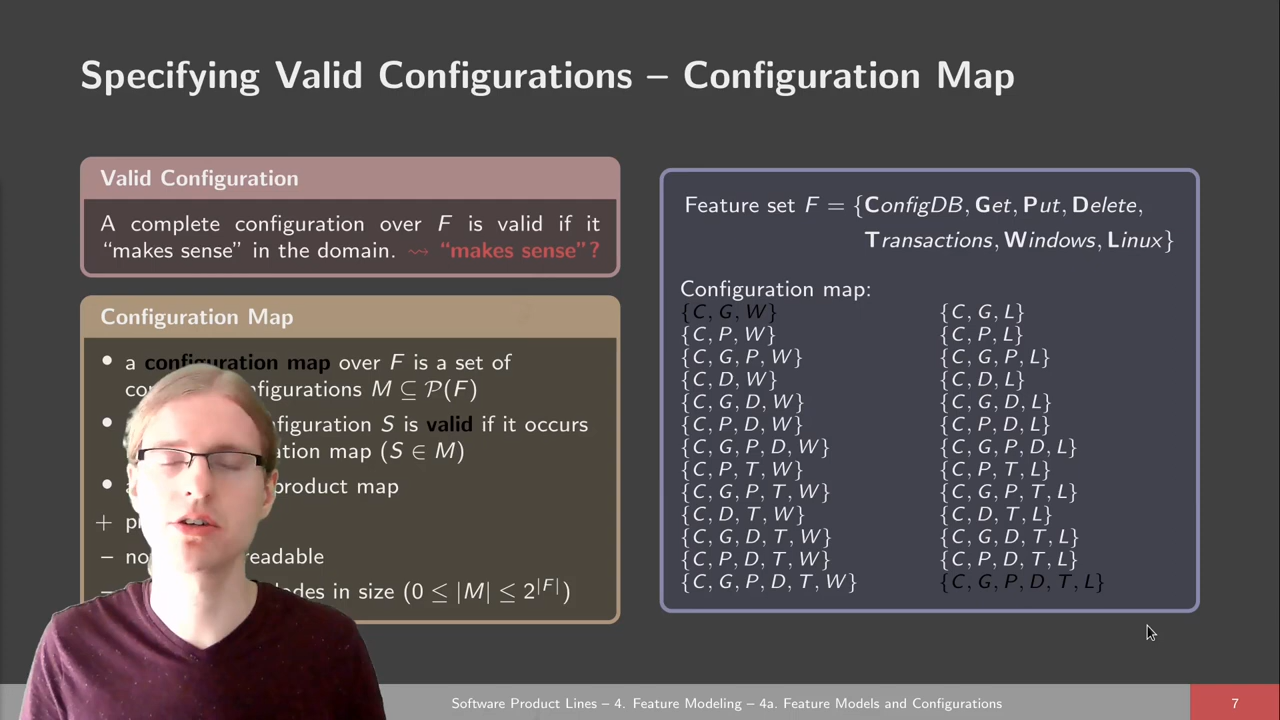 Specifying Valid Configurations – Configuration Map
Valid Configuration
A complete configuration over F is valid if it
“makes sense” in the domain. ⇝ “makes sense”?
Configuration Map
• a configuration map over F is a set of
configurations M ⊆ P(F)
• figuration S is valid if it occurs
map (S ∈ M)
• product map
+
– readable
– in size (0 ≤ |M| ≤ 2^|F|)
Feature set F = {ConfigDB, Get, Put, Delete,
Transactions, Windows, Linux}
Configuration map:
{C, G, W} {C, G, L}
{C, P, W} {C, P, L}
{C, G, P, W} {C, G, P, L}
{C, D, W} {C, D, L}
{C, G, D, W} {C, G, D, L}
{C, P, D, W} {C, P, D, L}
{C, G, P, D, W} {C, G, P, D, L}
{C, P, T, W} {C, P, T, L}
{C, G, P, T, W} {C, G, P, T, L}
{C, D, T, W} {C, D, T, L}
{C, G, D, T, W} {C, G, D, T, L}
{C, P, D, T, W} {C, P, D, T, L}
{C, G, P, D, T, W} {C, G, P, D, T, L}
Software Product Lines – 4. Feature Modeling – 4a. Feature Models and Configurations
7